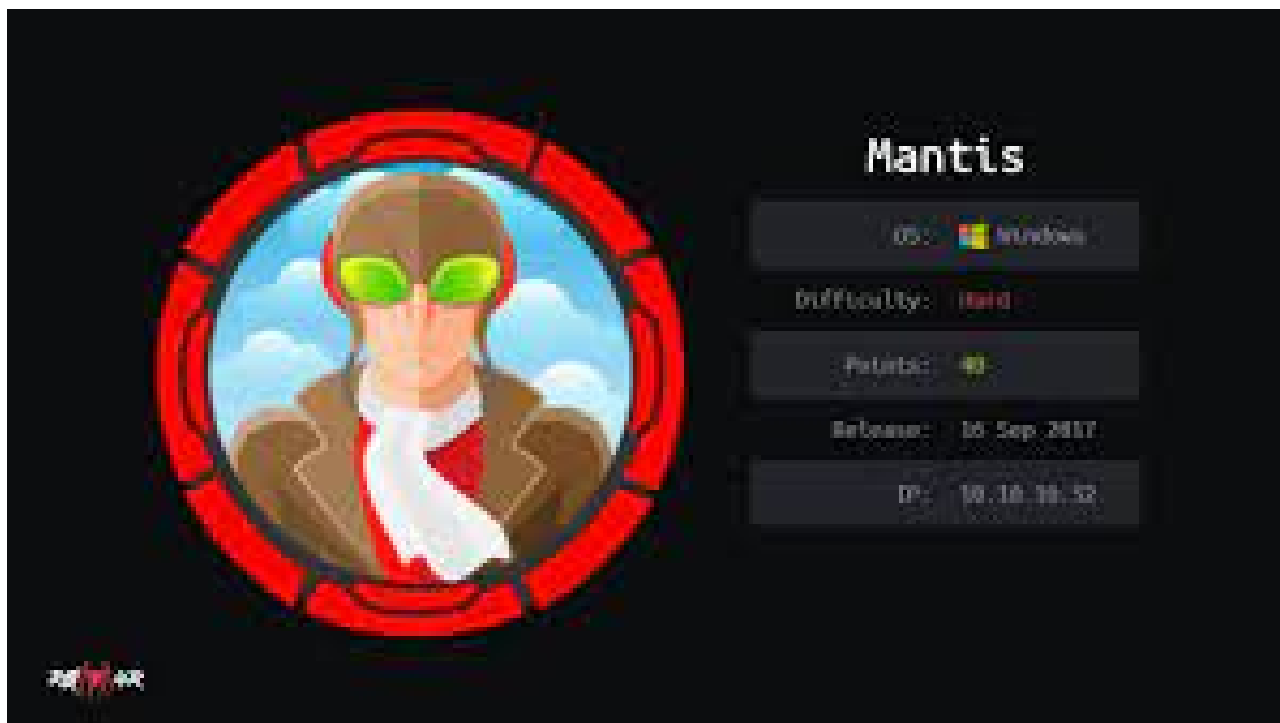 Mantis
OS: Windows
Difficulty: Hard
Points: 40
Release: 16 Sep 2017
IP: 10.10.10.52